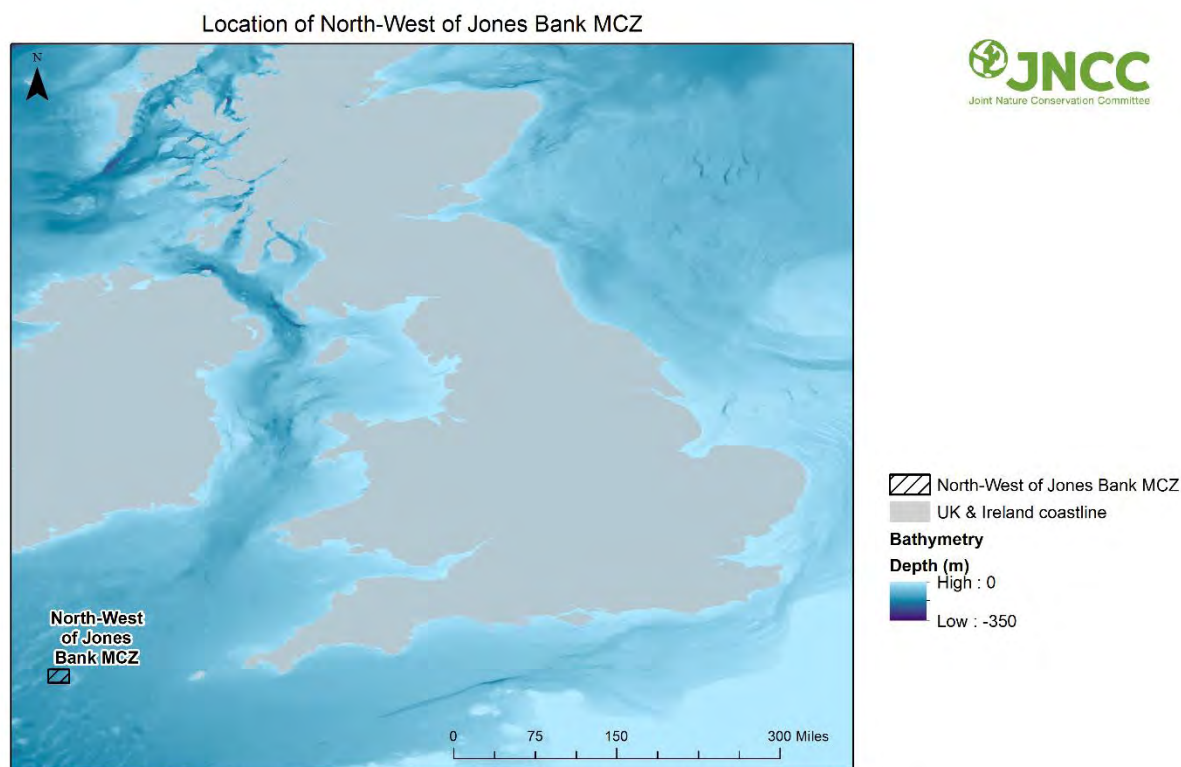 Location of North-West of Jones Bank MCZ
N
JNCC
Joint Nature Conservation Committee
North-West
of Jones
Bank MCZ
0 75 150 300 Miles
North-West of Jones Bank MCZ
UK & Ireland coastline
Bathymetry
Depth (m)
High : 0
Low : -350